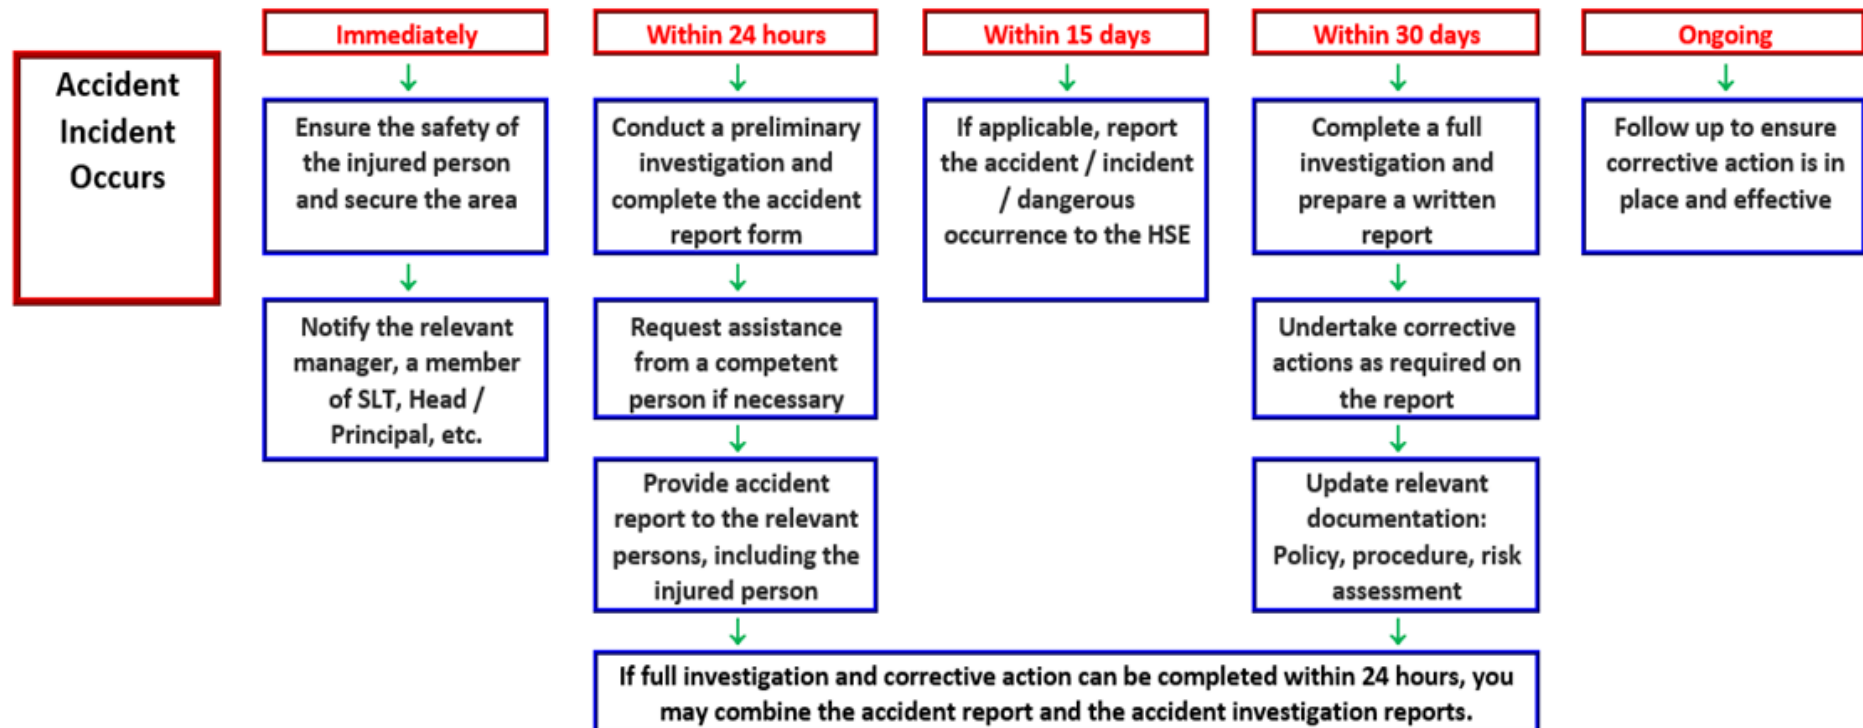 Accident
Incident
Occurs
Immediately
Ensure the safety of
the injured person
and secure the area
Notify the relevant
manager, a member
of SLT, Head /
Principal, etc.
Within 24 hours
Conduct a preliminary
investigation and
complete the accident
report form
Request assistance
from a competent
person if necessary
Provide accident
report to the relevant
persons, including the
injured person
Within 15 days
If applicable, report
the accident / incident
/ dangerous
occurrence to the HSE
Within 30 days
Complete a full
investigation and
prepare a written
report
Undertake corrective
actions as required on
the report
Update relevant
documentation:
Policy, procedure, risk
assessment
Ongoing
Follow up to ensure
corrective action is in
place and effective
If full investigation and corrective action can be completed within 24 hours, you
may combine the accident report and the accident investigation reports.